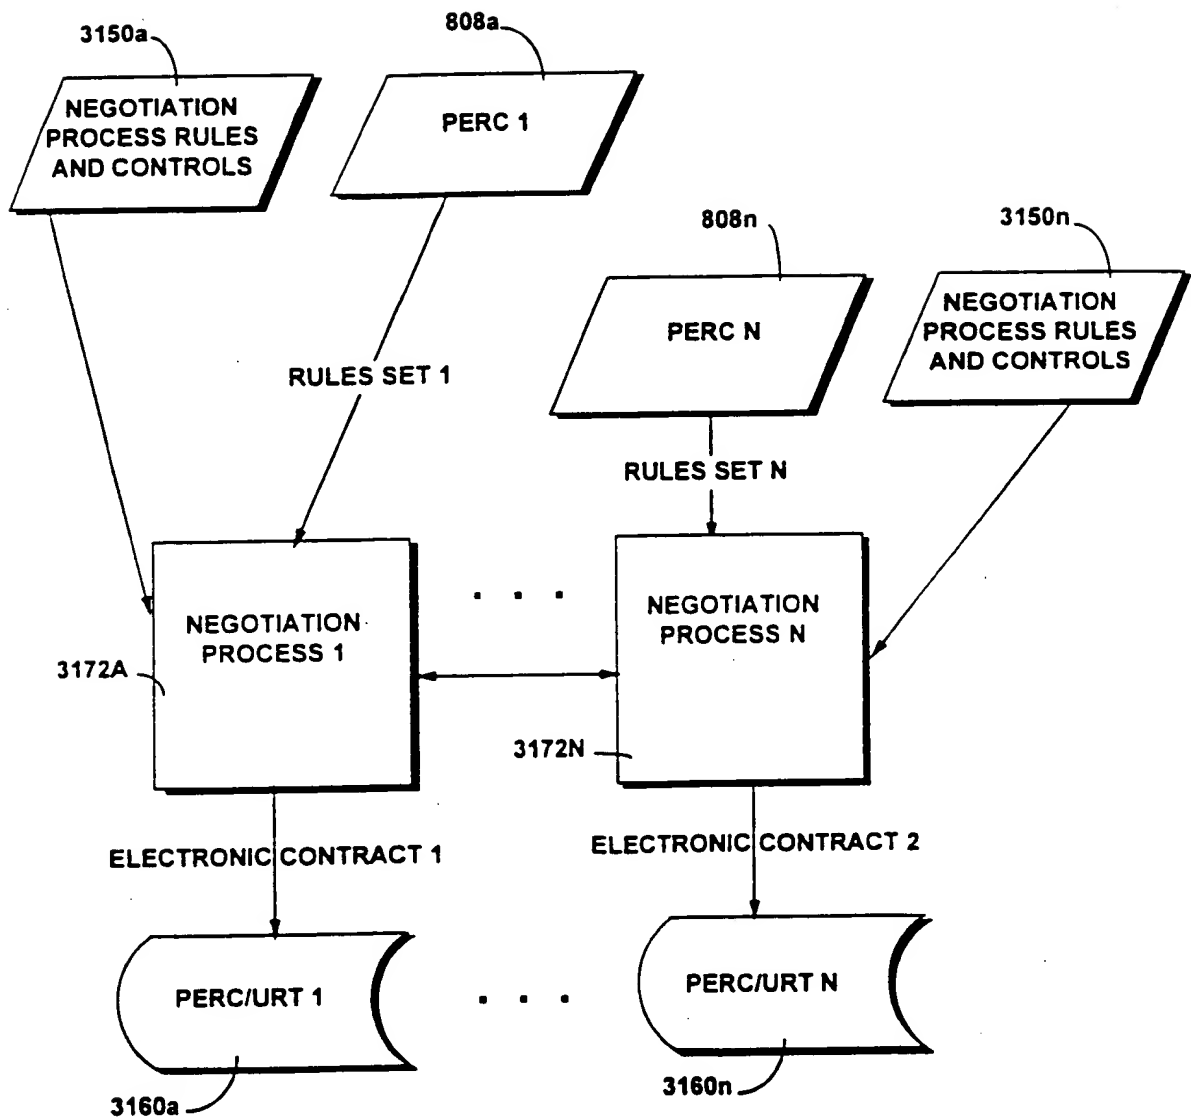 3150a
808a
NEGOTIATION
PROCESS RULES
AND CONTROLS
PERC 1
808n
3150n
PERC N
NEGOTIATION
PROCESS RULES
AND CONTROLS
RULES SET 1
RULES SET N
NEGOTIATION
PROCESS 1
. . .
NEGOTIATION
PROCESS N
3172A
3172N
ELECTRONIC CONTRACT 1
ELECTRONIC CONTRACT 2
PERC/URT 1
. . .
PERC/URT N
3160a
3160n